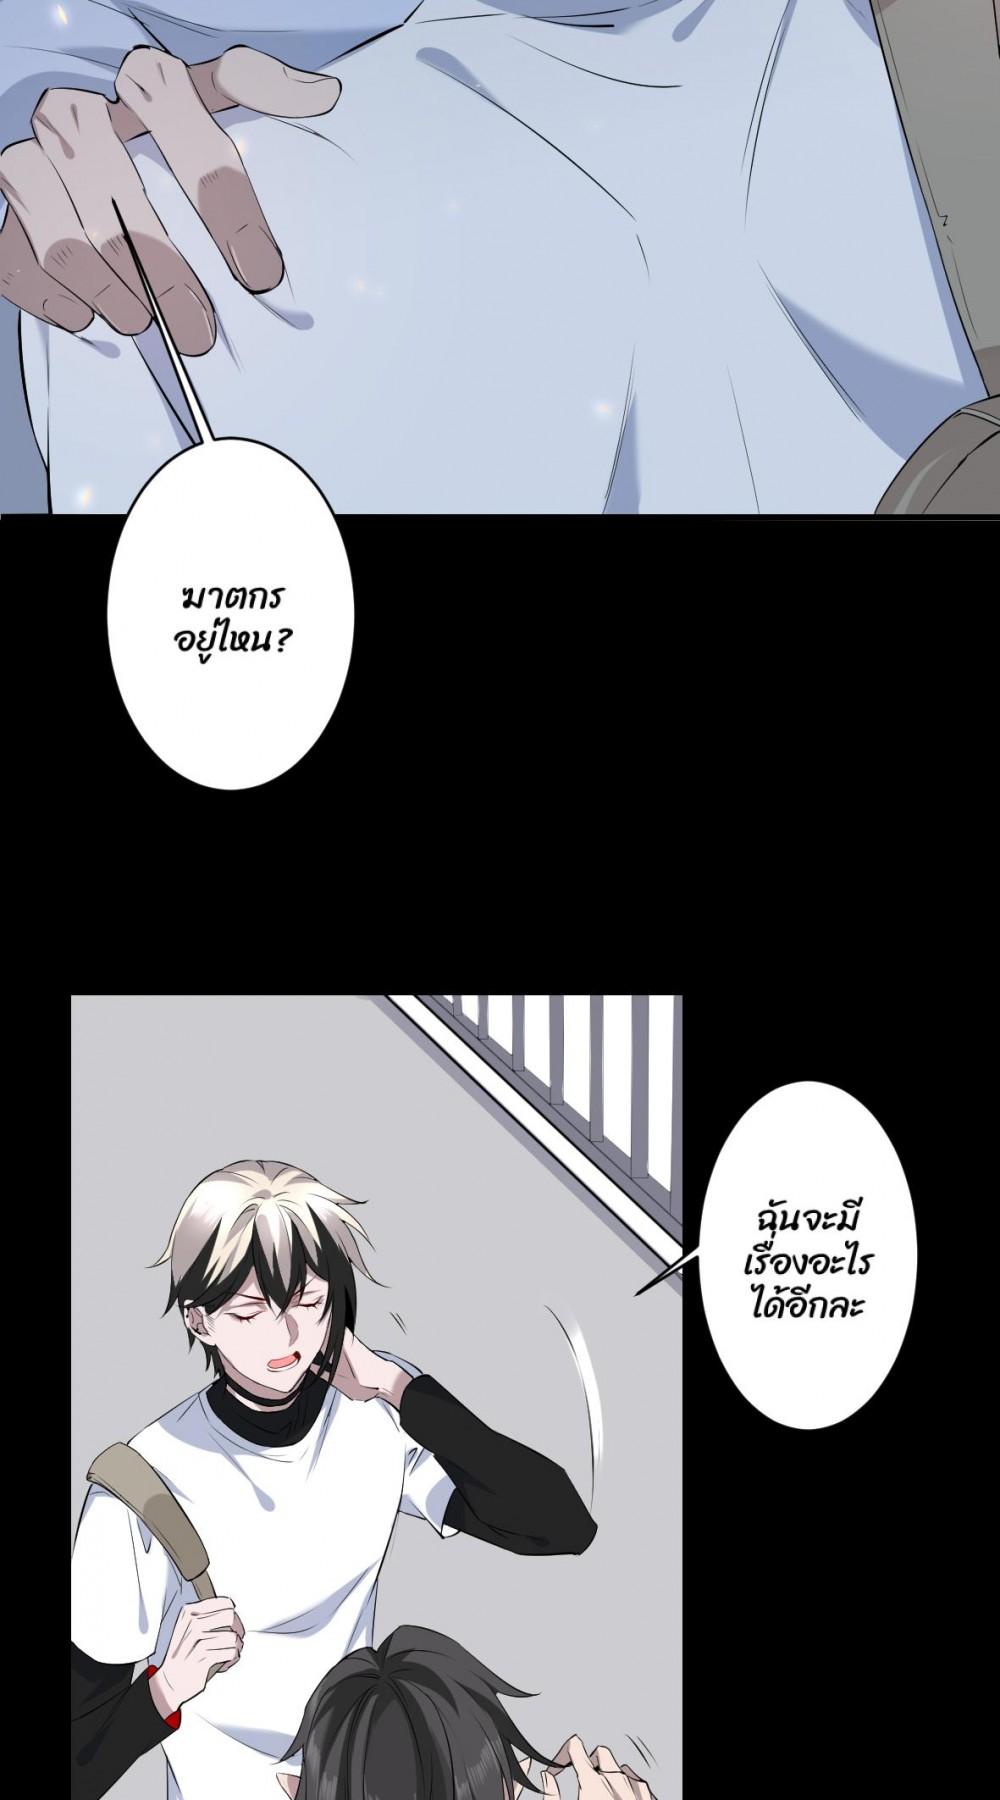 ฆาตกร
อยู่ไหน?
ฉันจะมี
เรื่องอะไร
ได้อีกละ